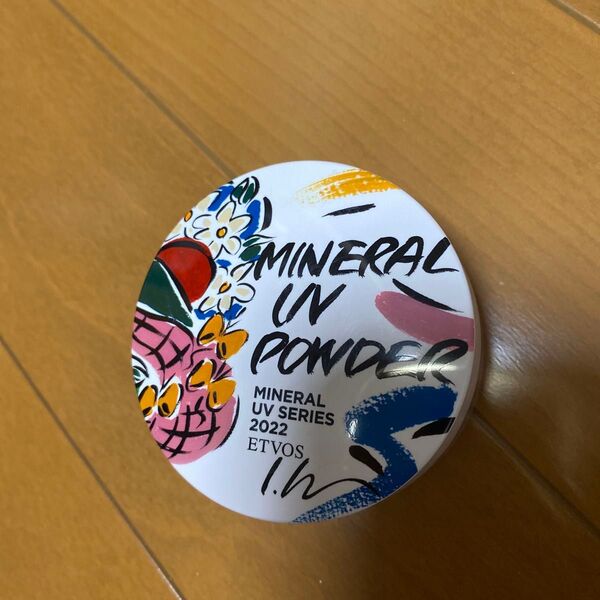 MINERAL
UV
POWDER
MINERAL
UV SERIES
2022
ETVOS